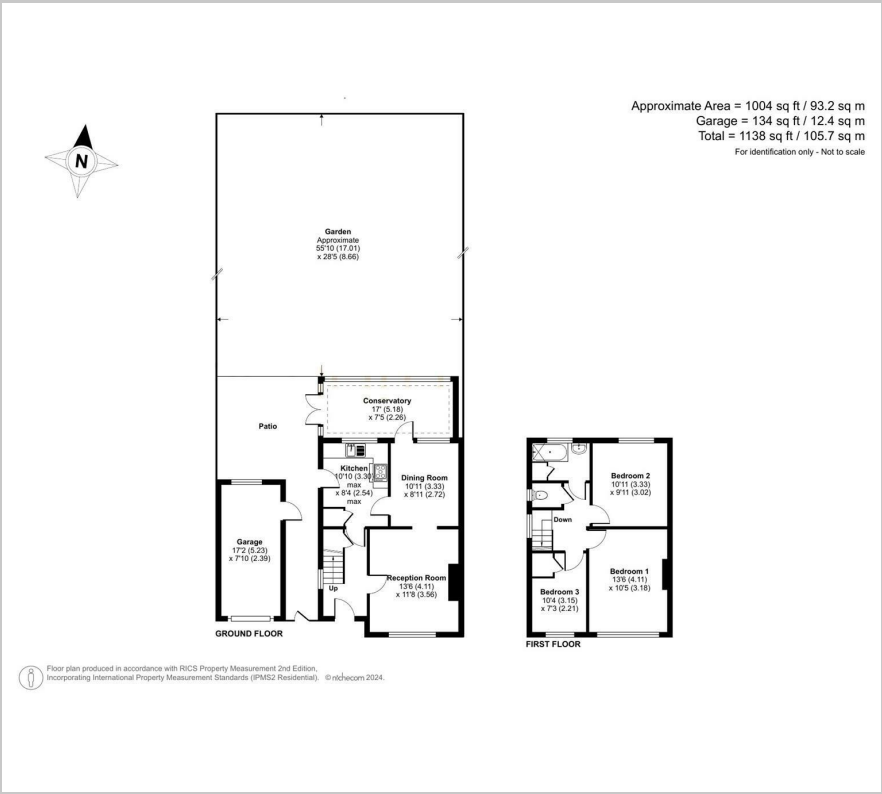 Approximate Area = 1004 sq ft / 93.2 sq m
Garage = 134 sq ft / 12.4 sq m
Total = 1138 sq ft / 105.7 sq m
For identification only - Not to scale
N
Garden
Approximate
55'10 (17.01)
x 28'5 (8.66)
Conservatory
17' (5.18)
x 7'5 (2.26)
Patio
Kitchen
10'10 (3.30)
max
x 8'4 (2.54)
max
Dining Room
10'11 (3.33)
x 8'11 (2.72)
Garage
17'2 (5.23)
x 7'10 (2.39)
Up
Reception Room
13'6 (4.11)
x 11'8 (3.56)
GROUND FLOOR
Bedroom 2
10'11 (3.33)
x 9'11 (3.02)
Down
Bedroom 1
13'6 (4.11)
x 10'5 (3.18)
Bedroom 3
10'4 (3.15)
x 7'3 (2.21)
FIRST FLOOR
Floor plan produced in accordance with RICS Property Measurement 2nd Edition,
Incorporating International Property Measurement Standards (IPMS2 Residential). © nichecom 2024.